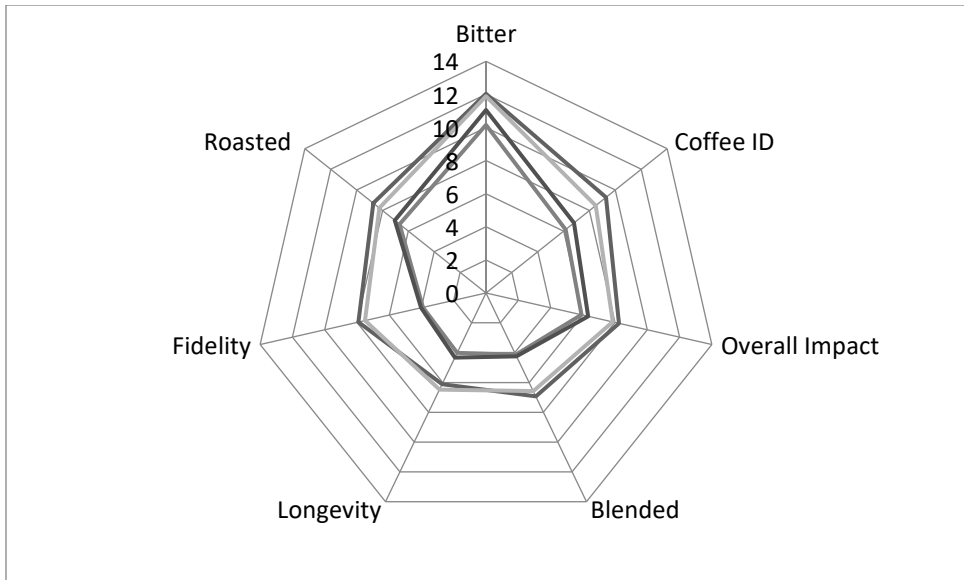 Bitter
14
12
10
8
6
4
2
0
Coffee ID
Overall Impact
Blended
Longevity
Fidelity
Roasted